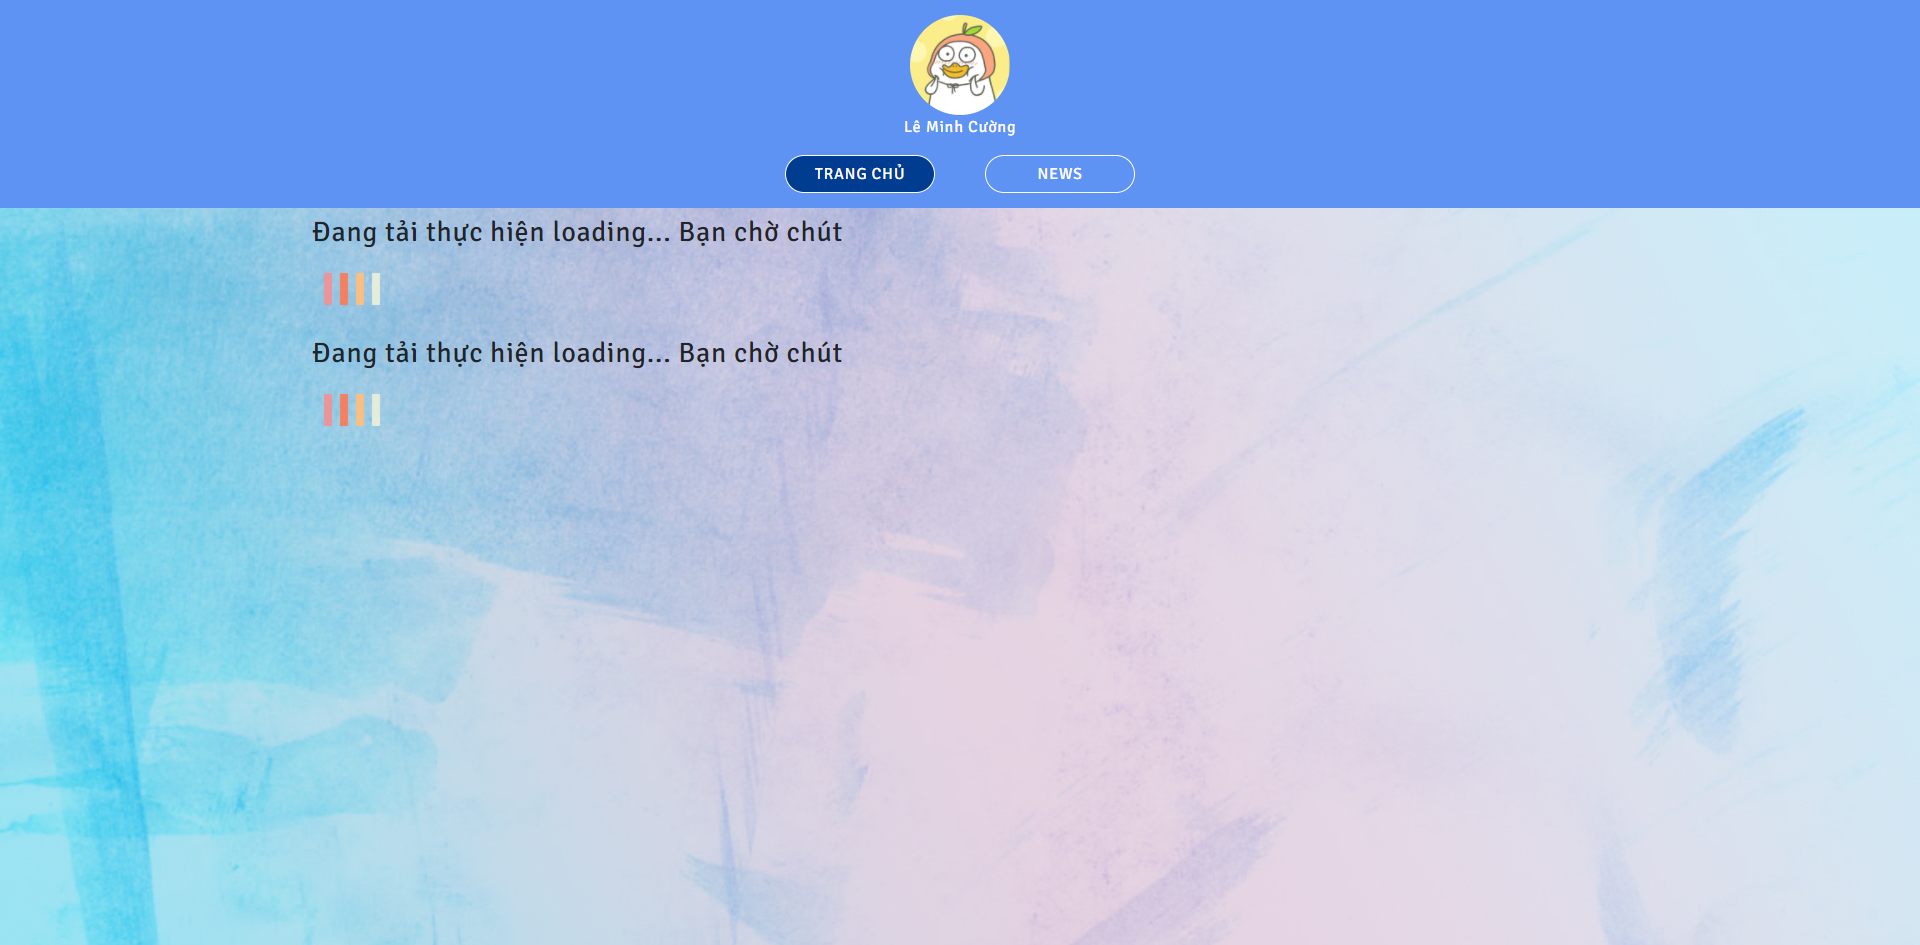 Lê Minh Cường
TRANG CHỦ
NEWS
Đang tải thực hiện loading... Bạn chờ chút
Đang tải thực hiện loading... Bạn chờ chút